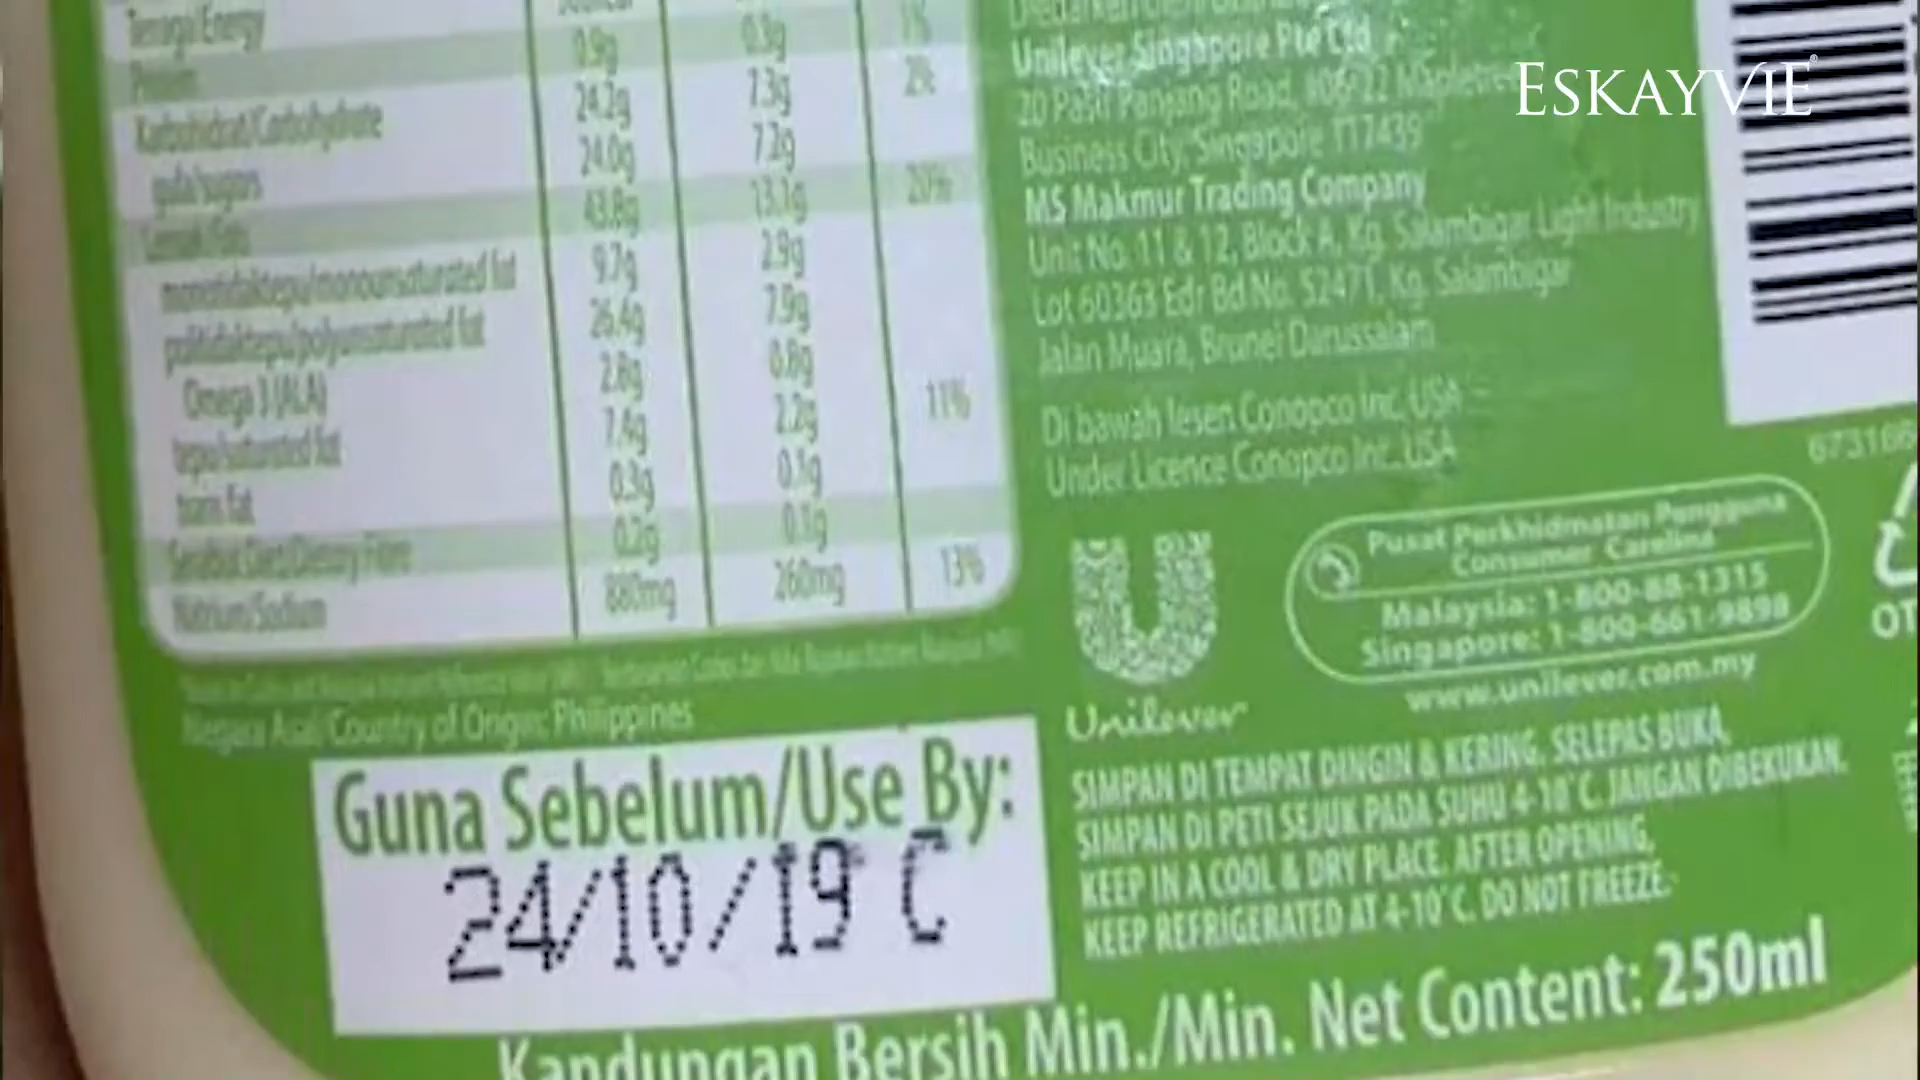 Tenaga/Energy
0.9g 0.3g 1%
Protein
Karbohidrat/Carbohydrate 24.2g 7.3g 2%
gula/sugars 24.0g 7.2g
43.8g 13.1g 20%
monounsaturated fat 9.7g 2.9g
polyunsaturated fat 26.4g 7.9g
Omega 3 (ALA) 2.8g 0.8g
saturated fat 7.4g 2.2g 11%
trans fat 0.3g 0.1g
0.2g 0.1g
Natrium/Sodium 880mg 260mg 13%
Negara Asal/Country of Origin: Philippines
Guna Sebelum/Use By:
24/10/19 C
Unilever Singapore Pte Ltd
20 Pasir Panjang Road, #06-22 Mapletree
Business City, Singapore 117439
MS Makmur Trading Company
Unit No. 11 & 12, Block A, Kg. Salambigar Light Industry
Lot 60363 Edr Bd No. 52471, Kg. Salambigar
Jalan Muara, Brunei Darussalam
Di bawah lesen Conopco Inc, USA
Under Licence Conopco Inc. USA
Unilever
Pusat Perkhidmatan Pengguna
Consumer Careline
Malaysia: 1-800-88-1315
Singapore: 1-800-661-9898
www.unilever.com.my
SIMPAN DI TEMPAT DINGIN & KERING. SELEPAS BUKA,
SIMPAN DI PETI SEJUK PADA SUHU 4-10°C. JANGAN DIBEKUKAN.
KEEP IN A COOL & DRY PLACE. AFTER OPENING,
KEEP REFRIGERATED AT 4-10°C. DO NOT FREEZE.
Kandungan Bersih Min./Min. Net Content: 250ml
ESKAYVIE®